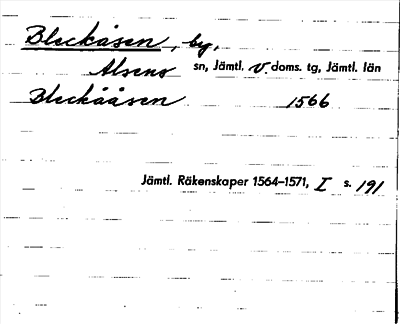 Bleckåsen, by,
Alsens sn, Jämtl. v. doms. tg, Jämtl. län
Bleckååsen 1566
Jämtl. Räkenskaper 1564–1571, I s. 191